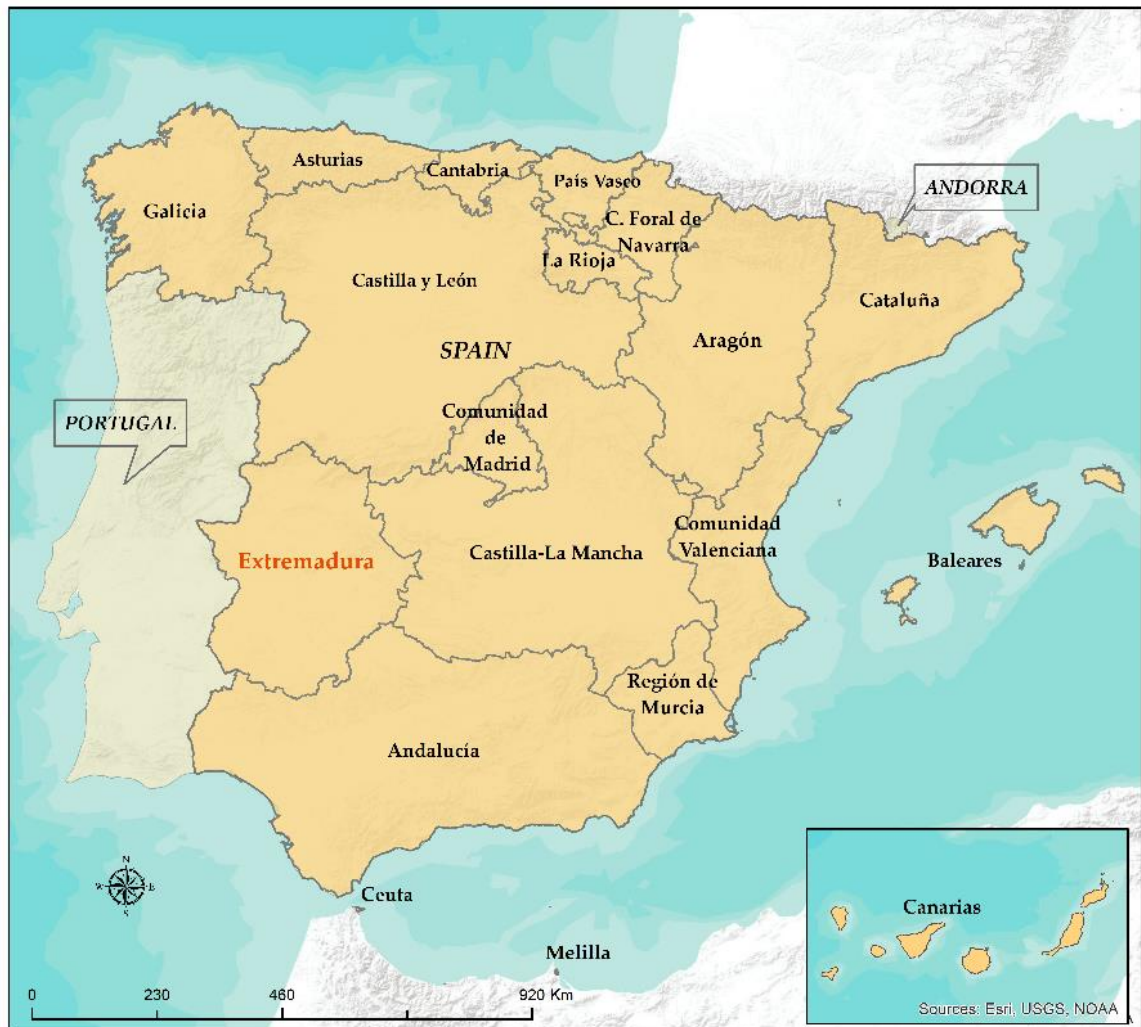 Asturias
Cantabria
País Vasco
ANDORRA
Galicia
C. Foral de
Navarra
La Rioja
Castilla y León
Cataluña
Aragón
SPAIN
PORTUGAL
Comunidad
de
Madrid
Comunidad
Valenciana
Castilla-La Mancha
Extremadura
Baleares
Región de
Murcia
Andalucía
N
W
E
S
Ceuta
Canarias
Melilla
0 230 460 920 Km
Sources: Esri, USGS, NOAA